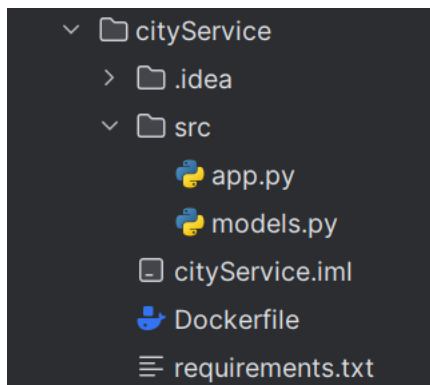 cityService
.idea
src
app.py
models.py
cityService.iml
Dockerfile
requirements.txt